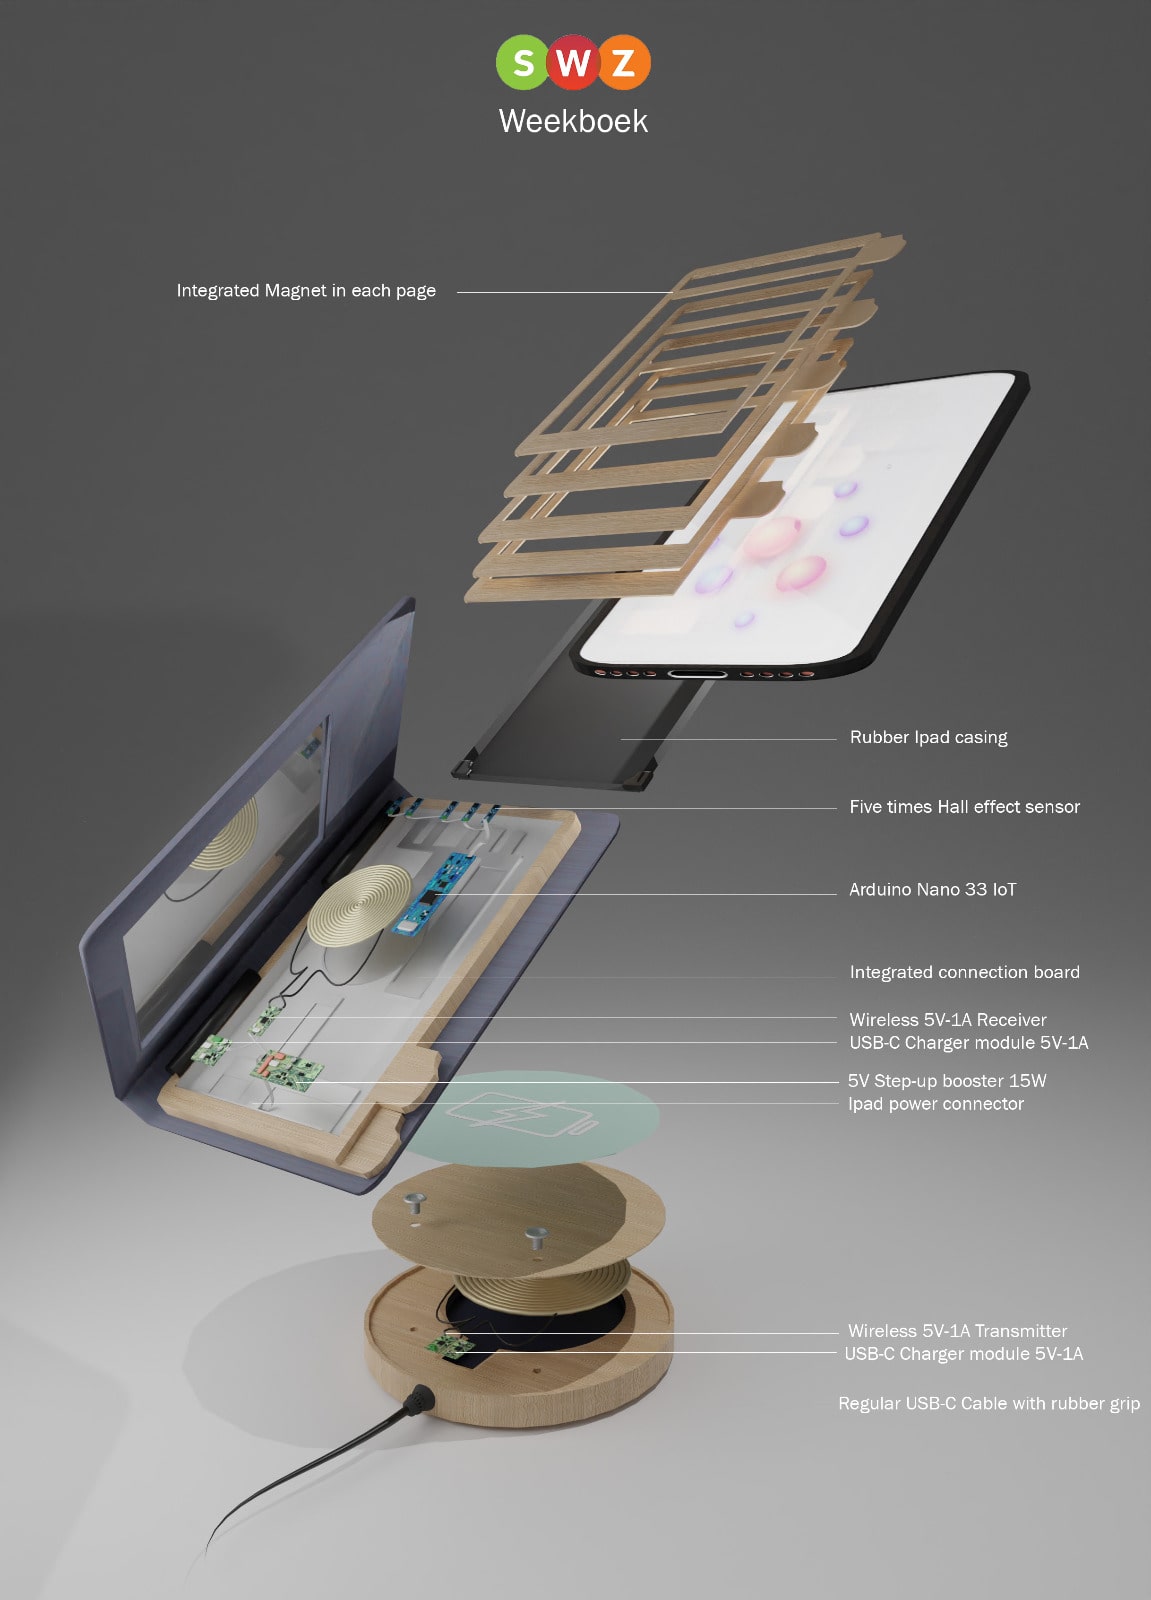 SWZ
Weekboek
Integrated Magnet in each page
Rubber Ipad casing
Five times Hall effect sensor
Arduino Nano 33 IoT
Integrated connection board
Wireless 5V-1A Receiver
USB-C Charger module 5V-1A
5V Step-up booster 15W
Ipad power connector
Wireless 5V-1A Transmitter
USB-C Charger module 5V-1A
Regular USB-C Cable with rubber grip